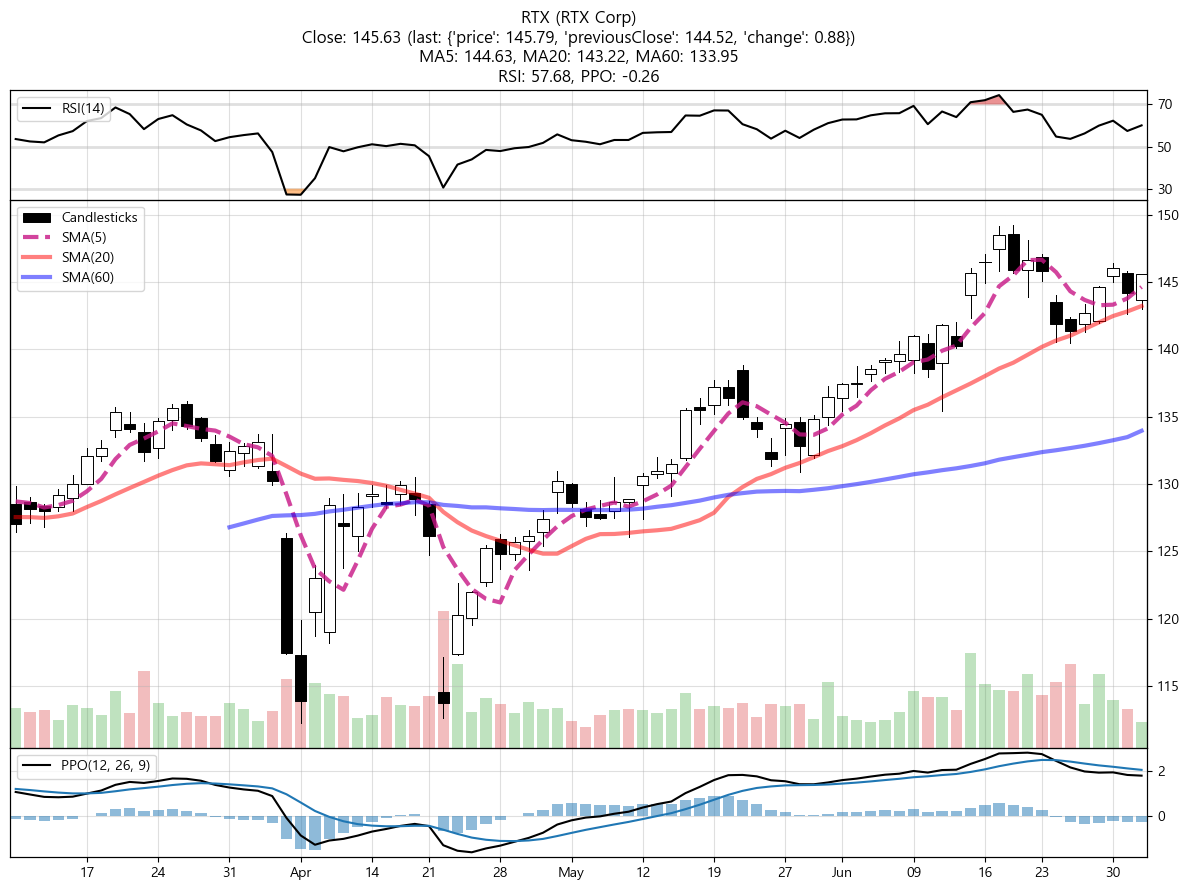 RTX (RTX Corp)
Close: 145.63 (last: {'price': 145.79, 'previousClose': 144.52, 'change': 0.88})
MA5: 144.63, MA20: 143.22, MA60: 133.95
RSI: 57.68, PPO: -0.26
RSI(14)
70
50
30
Candlesticks
SMA(5)
SMA(20)
SMA(60)
150
145
140
135
130
125
120
115
PPO(12, 26, 9)
2
0
17 24 31 Apr 14 21 28 May 12 19 27 Jun 09 16 23 30